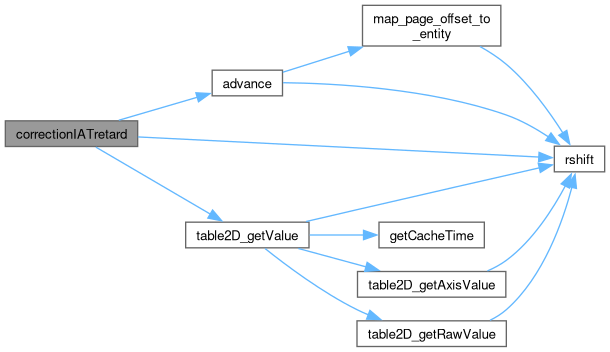 map_page_offset_to
_entity
advance
correctionIATretard
rshift
table2D_getValue
getCacheTime
table2D_getAxisValue
table2D_getRawValue